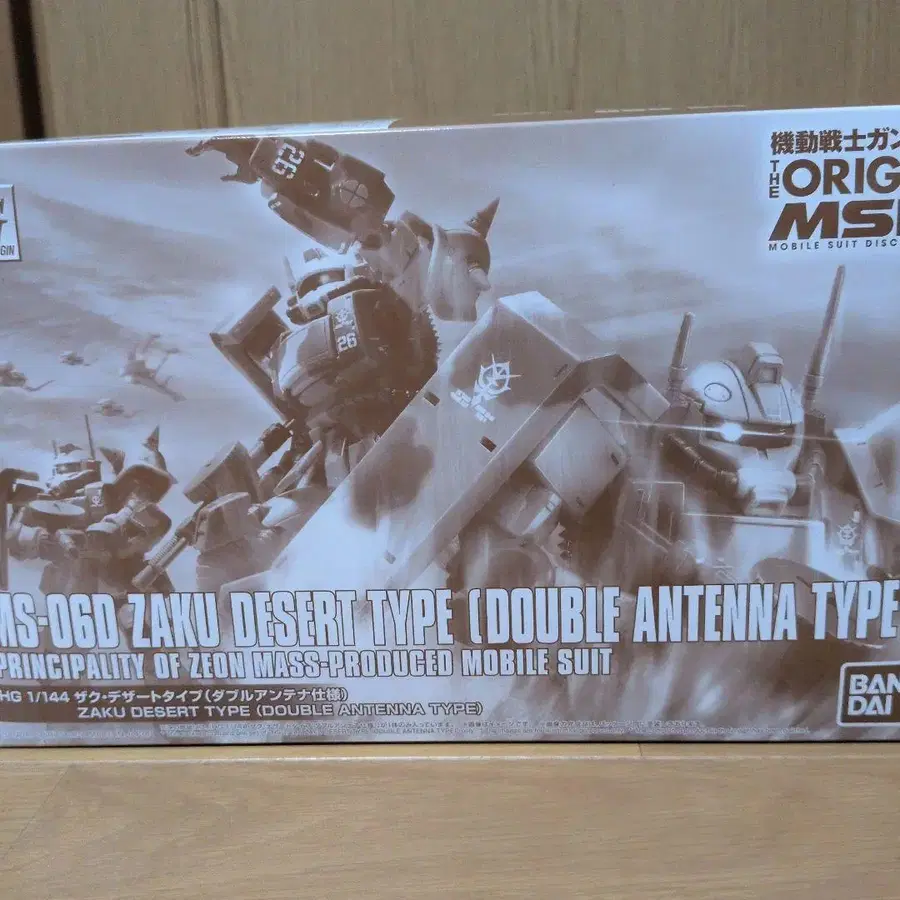 機動戦士ガン
THE ORIG
MS
MOBILE SUIT DISC
GIN
02
26
MS-06D ZAKU DESERT TYPE (DOUBLE ANTENNA TYPE
PRINCIPALITY OF ZEON MASS-PRODUCED MOBILE SUIT
HG 1/144 ザク・デザートタイプ(ダブルアンテナ仕様)
ZAKU DESERT TYPE (DOUBLE ANTENNA TYPE)
BAN
DAI